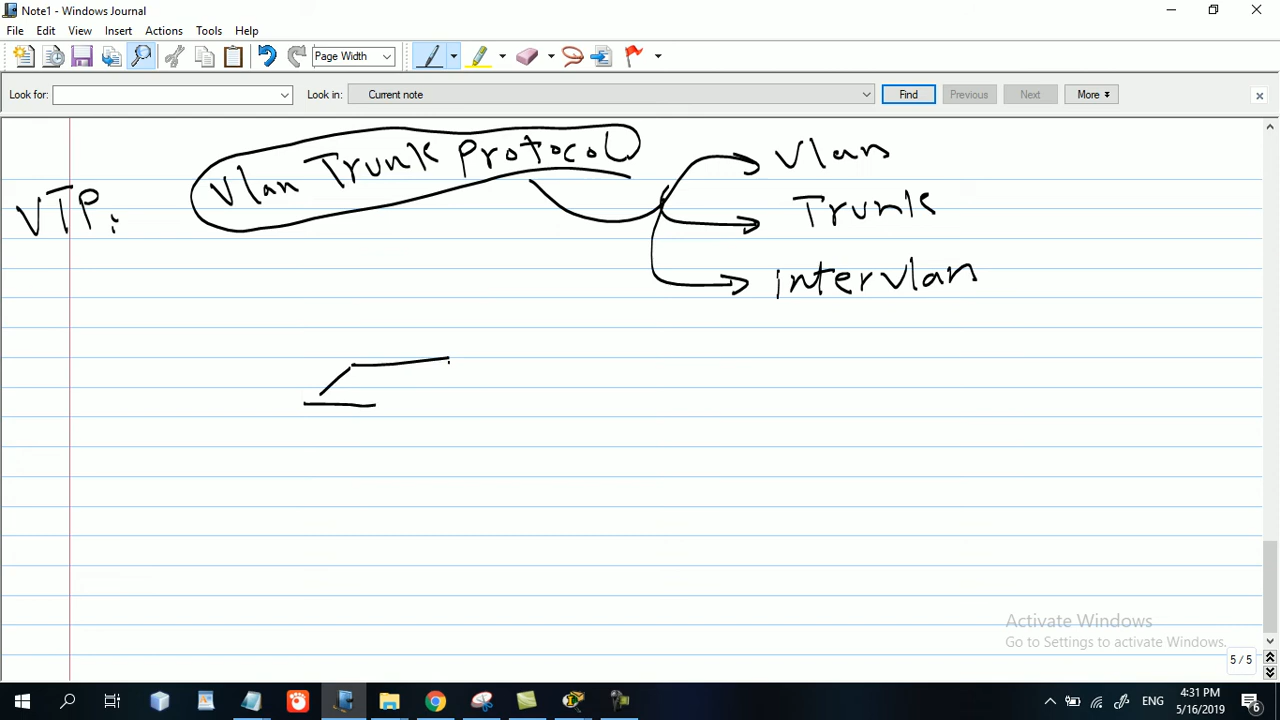 Note1 - Windows Journal
File Edit View Insert Actions Tools Help
Page Width
Look for: Look in: Current note Find Previous Next More
Vlan Trunk Protocol
Vlan
VTP:
Trunk
intervlan
Activate Windows
Go to Settings to activate Windows.
5 / 5
ENG 4:31 PM
5/16/2019 6